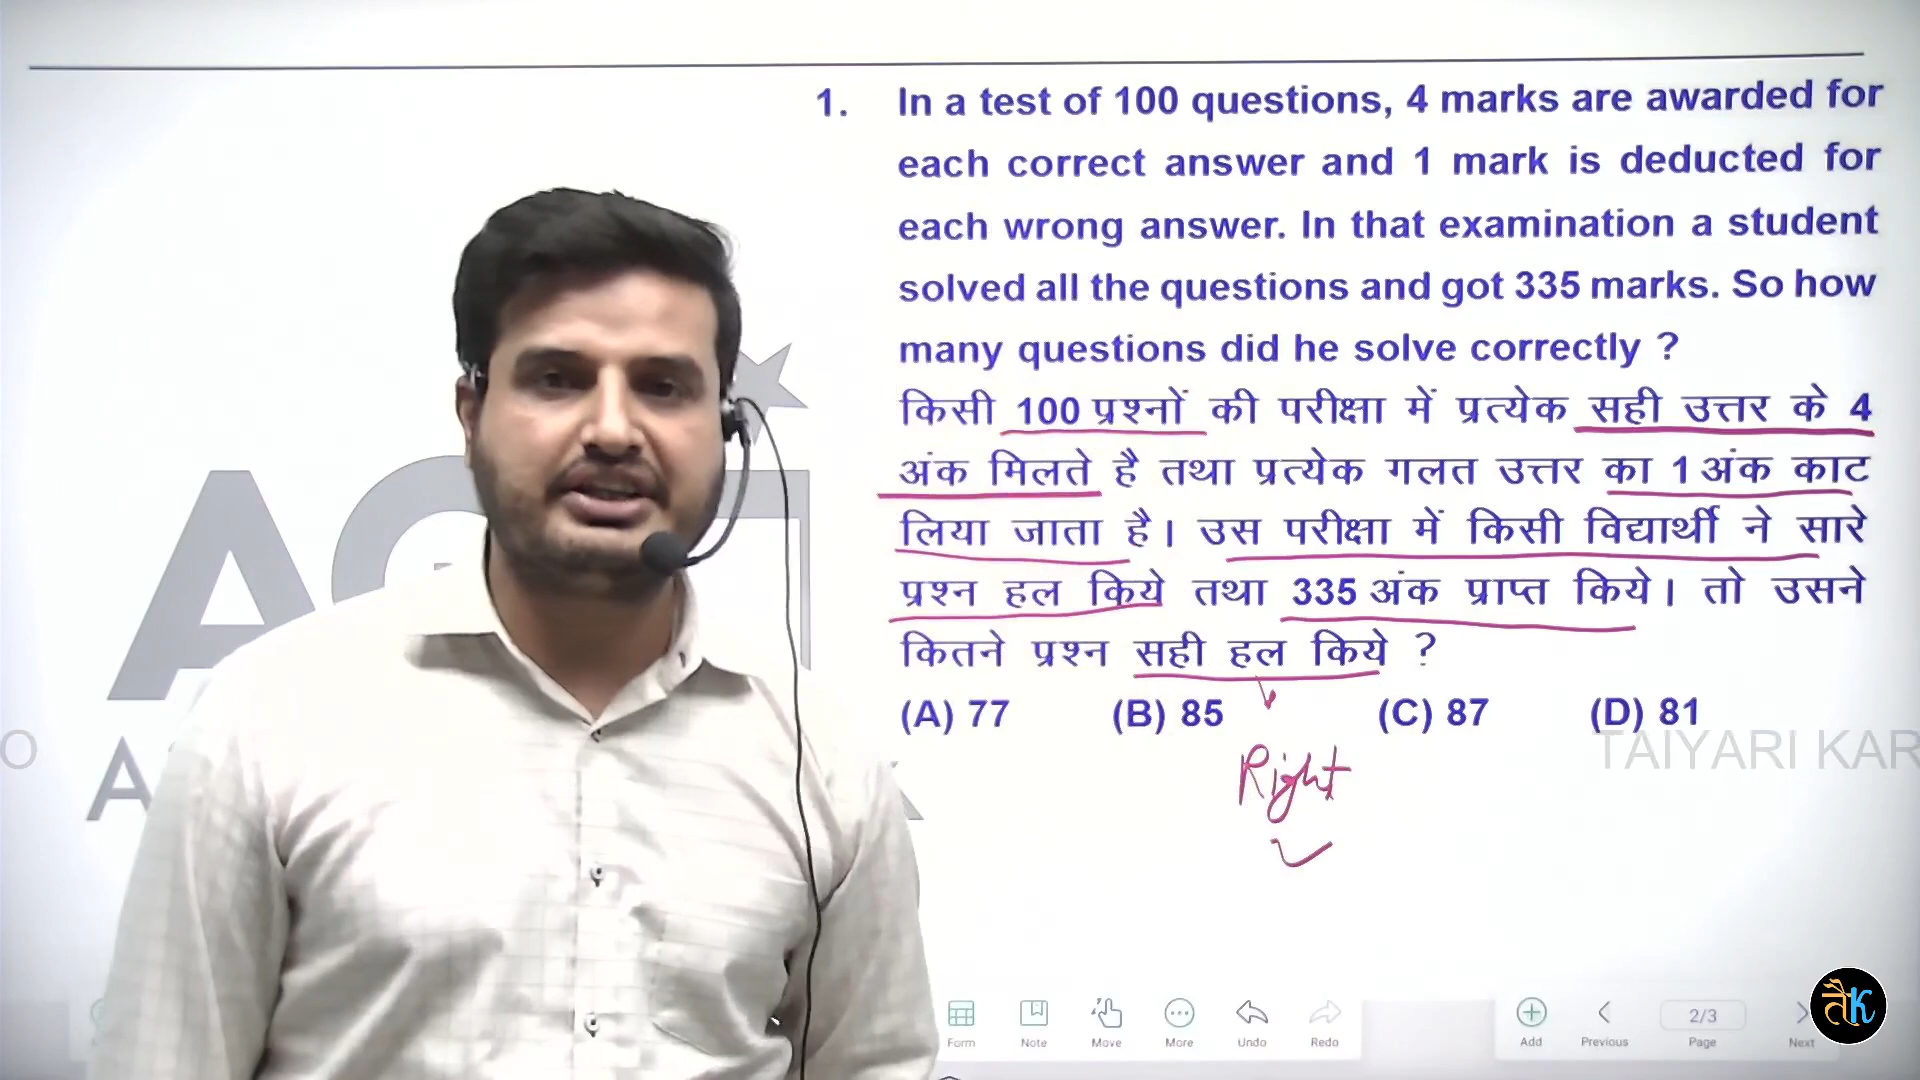 1. In a test of 100 questions, 4 marks are awarded for
each correct answer and 1 mark is deducted for
each wrong answer. In that examination a student
solved all the questions and got 335 marks. So how
many questions did he solve correctly ?
किसी 100 प्रश्नों की परीक्षा में प्रत्येक सही उत्तर के 4
अंक मिलते है तथा प्रत्येक गलत उत्तर का 1 अंक काट
लिया जाता है। उस परीक्षा में किसी विद्यार्थी ने सारे
प्रश्न हल किये तथा 335 अंक प्राप्त किये। तो उसने
कितने प्रश्न सही हल किये ?
(A) 77 (B) 85 (C) 87 (D) 81
TAIYARI KAR
Right
तैK
Form Note Move More Undo Redo Add Previous 2/3 Page Next